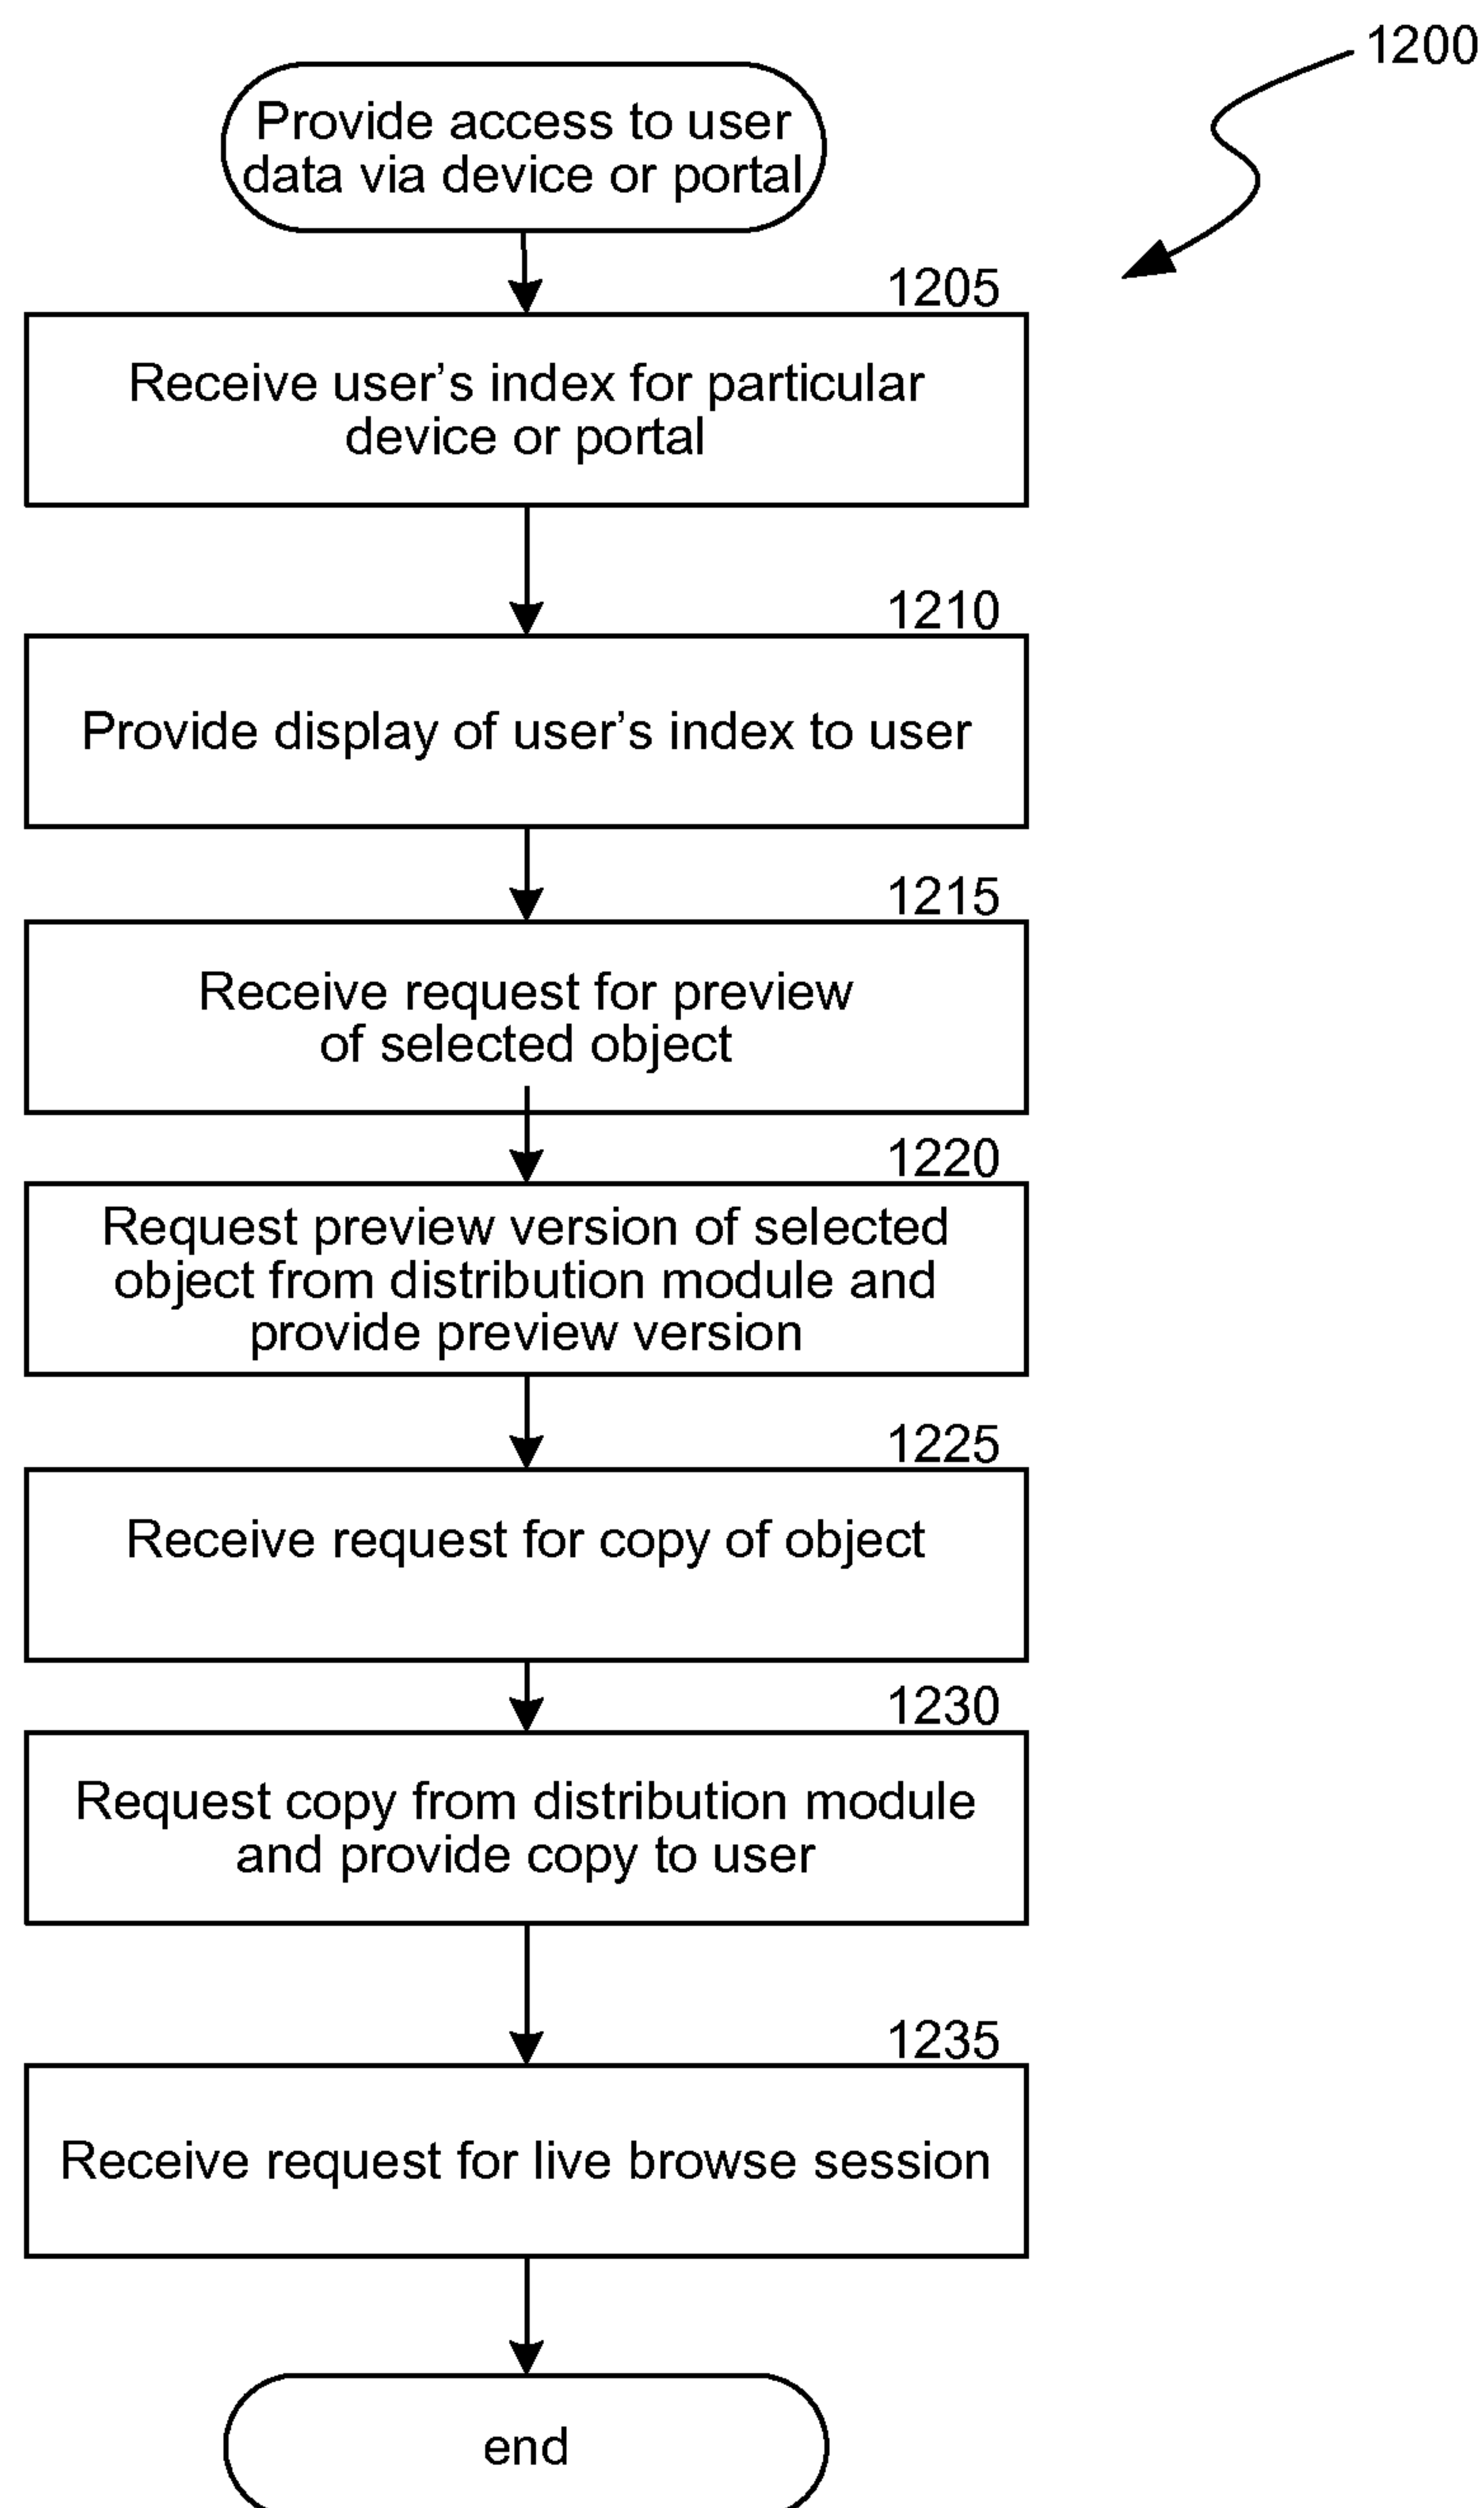 1200
Provide access to user
data via device or portal
1205
Receive user's index for particular
device or portal
1210
Provide display of user's index to user
1215
Receive request for preview
of selected object
1220
Request preview version of selected
object from distribution module and
provide preview version
1225
Receive request for copy of object
1230
Request copy from distribution module
and provide copy to user
1235
Receive request for live browse session
end